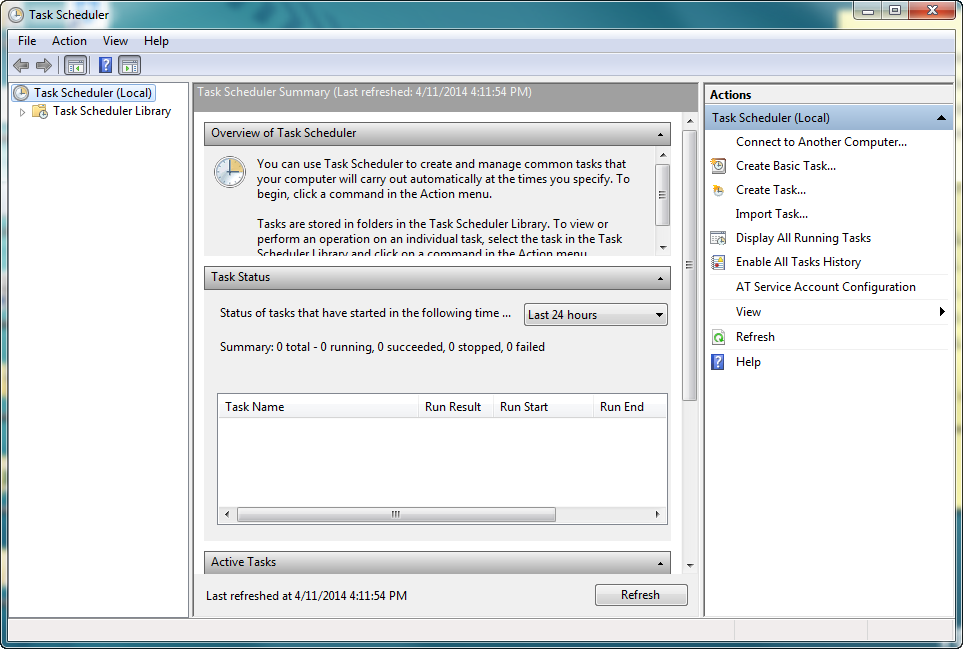 Task Scheduler
File Action View Help
Task Scheduler (Local)
Task Scheduler Library
Task Scheduler Summary (Last refreshed: 4/11/2014 4:11:54 PM)
Overview of Task Scheduler
You can use Task Scheduler to create and manage common tasks that
your computer will carry out automatically at the times you specify. To
begin, click a command in the Action menu.
Tasks are stored in folders in the Task Scheduler Library. To view or
perform an operation on an individual task, select the task in the Task
Scheduler Library and click on a command in the Action menu
Task Status
Status of tasks that have started in the following time ... Last 24 hours
Summary: 0 total - 0 running, 0 succeeded, 0 stopped, 0 failed
Task Name Run Result Run Start Run End
Active Tasks
Last refreshed at 4/11/2014 4:11:54 PM Refresh
Actions
Task Scheduler (Local)
Connect to Another Computer...
Create Basic Task...
Create Task...
Import Task...
Display All Running Tasks
Enable All Tasks History
AT Service Account Configuration
View
Refresh
Help